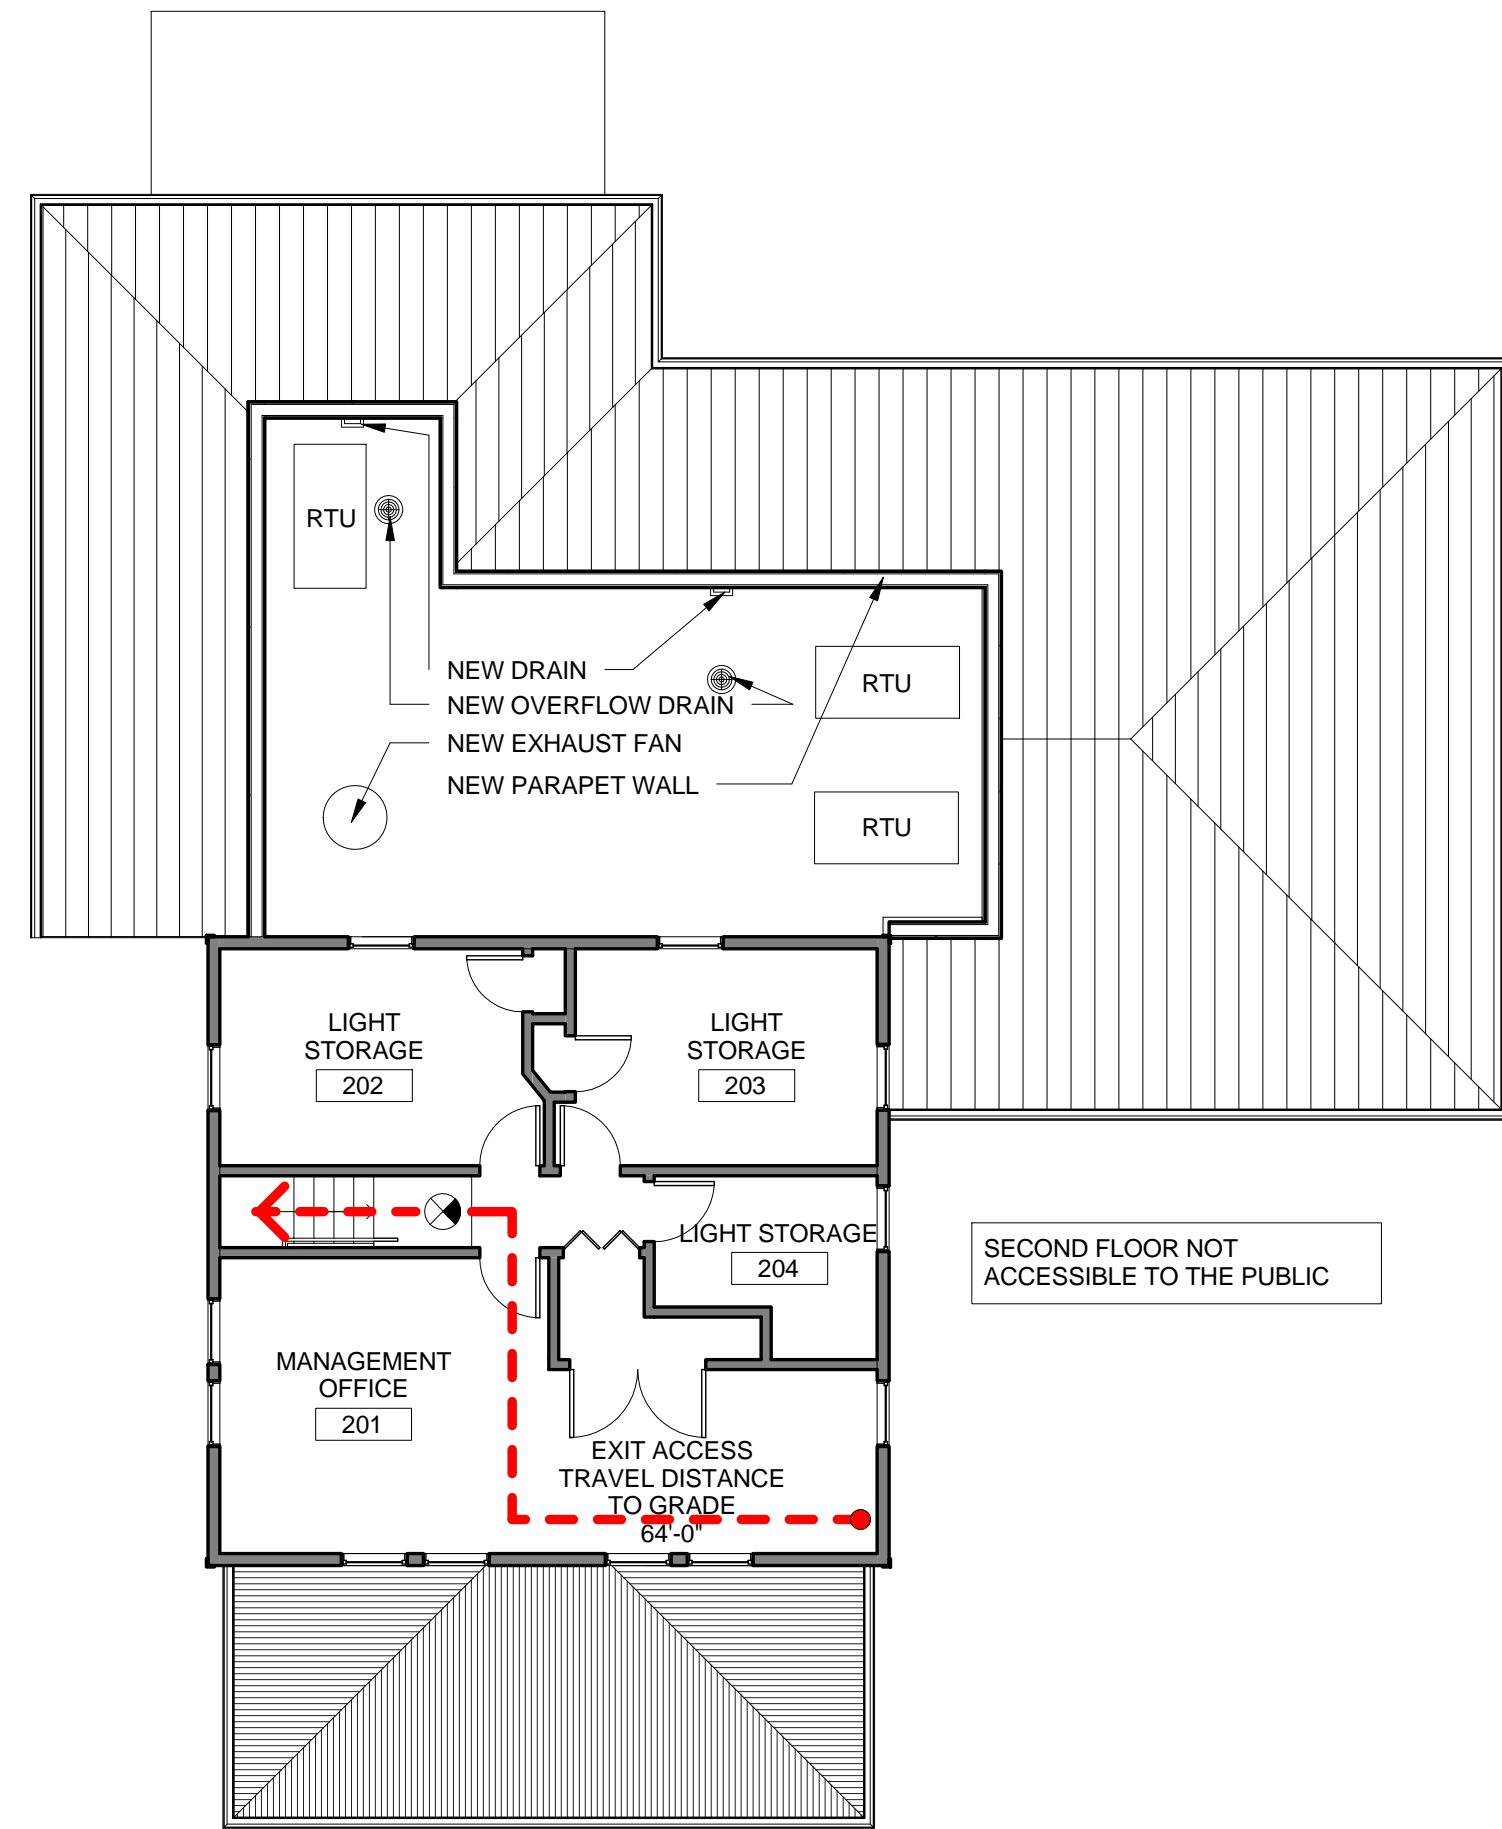 RTU
NEW DRAIN
RTU
NEW OVERFLOW DRAIN
NEW EXHAUST FAN
NEW PARAPET WALL
RTU
LIGHT
STORAGE
202
LIGHT
STORAGE
203
LIGHT STORAGE
204
SECOND FLOOR NOT
ACCESSIBLE TO THE PUBLIC
MANAGEMENT
OFFICE
201
EXIT ACCESS
TRAVEL DISTANCE
TO GRADE
64'-0"